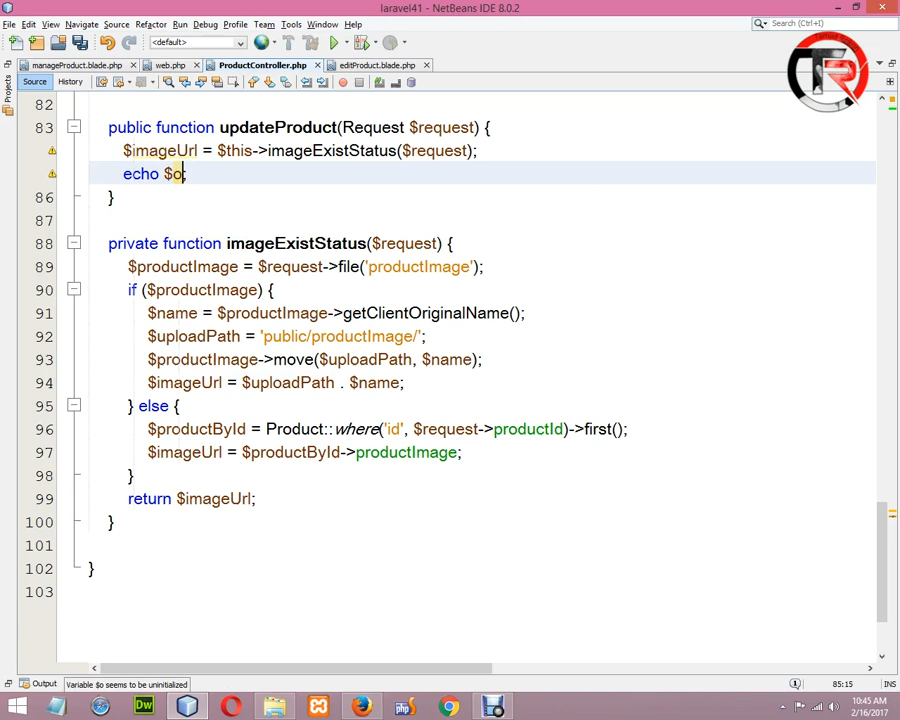 laravel41 - NetBeans IDE 8.0.2
File Edit View Navigate Source Refactor Run Debug Profile Team Tools Window Help
<default>
Search (Ctrl+I)
manageProduct.blade.php web.php ProductController.php editProduct.blade.php
Source History
Projects
TR
82
83 public function updateProduct(Request $request) {
$imageUrl = $this->imageExistStatus($request);
echo $o;
86 }
87
88 private function imageExistStatus($request) {
89 $productImage = $request->file('productImage');
90 if ($productImage) {
91 $name = $productImage->getClientOriginalName();
92 $uploadPath = 'public/productImage/';
93 $productImage->move($uploadPath, $name);
94 $imageUrl = $uploadPath . $name;
95 } else {
96 $productById = Product::where('id', $request->productId)->first();
97 $imageUrl = $productById->productImage;
98 }
99 return $imageUrl;
100 }
101
102 }
103
Output Variable $o seems to be uninitialized 85:15 INS
Dw php
10:45 AM
2/16/2017